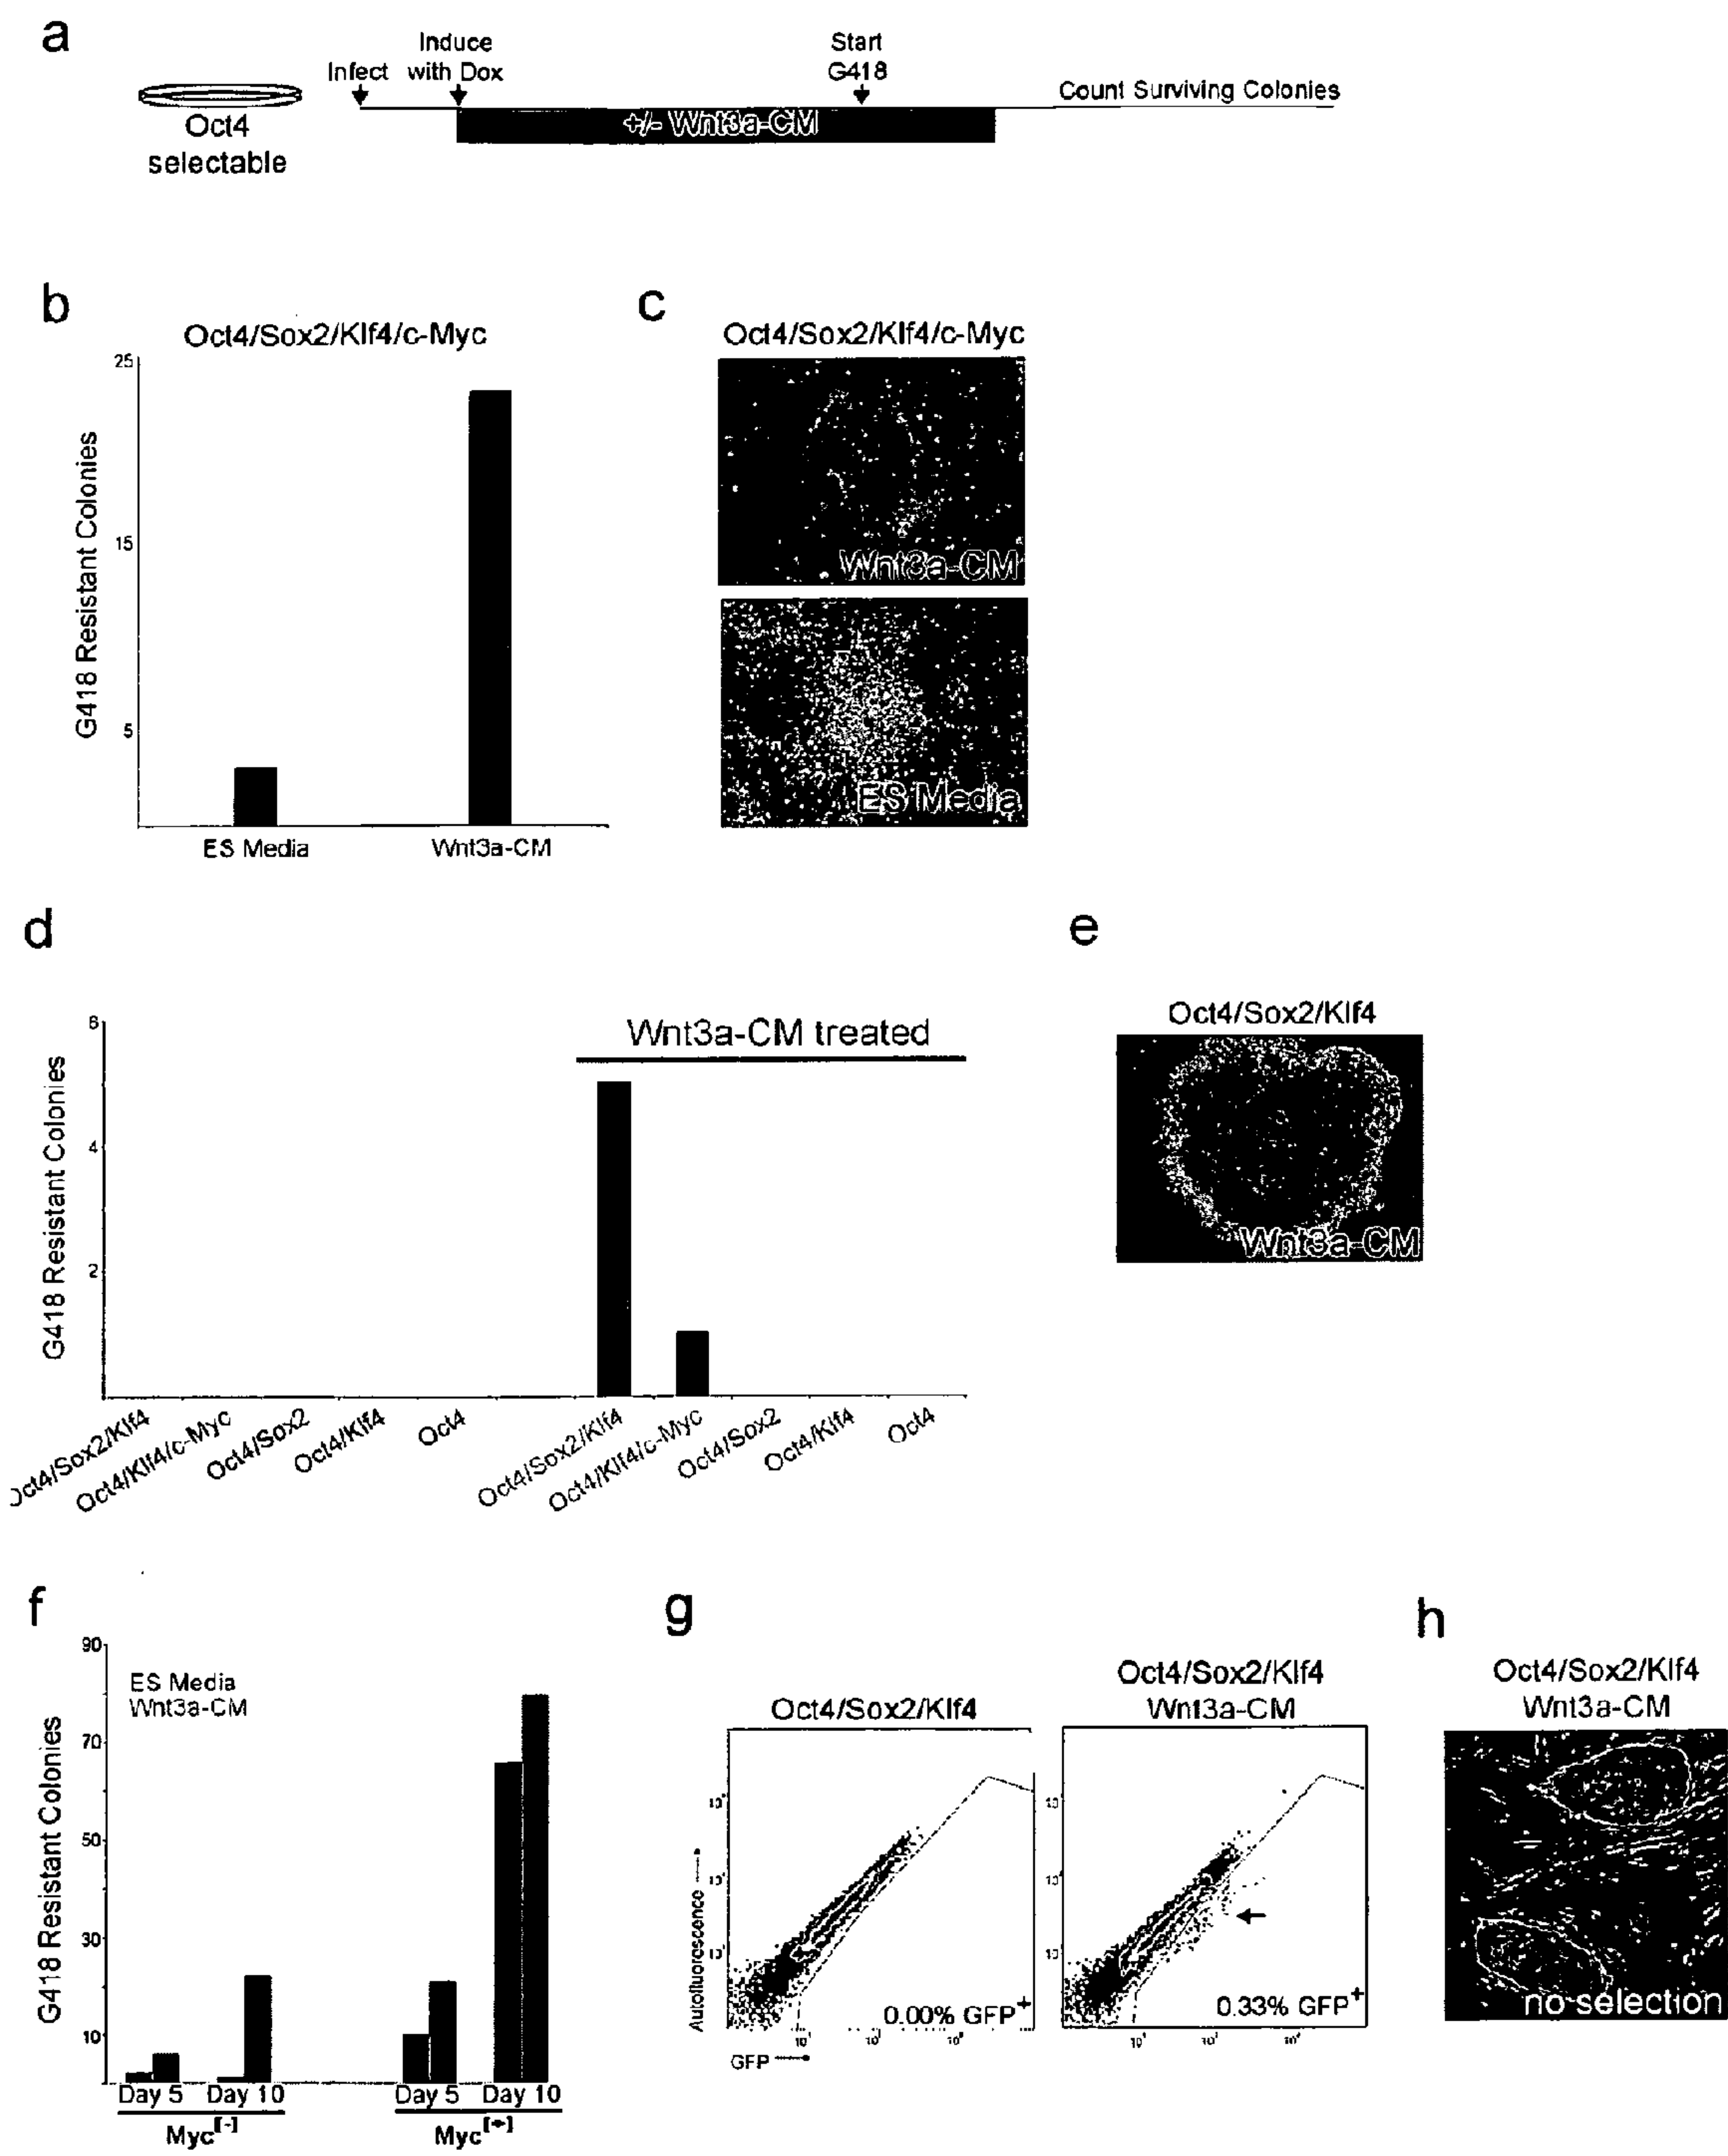 a
Infect
Induce
with Dox
Start
G418
Count Surviving Colonies
+/- Wnt3a-CM
Oct4
selectable
b
Oct4/Sox2/Klf4/c-Myc
25
15
5
G418 Resistant Colonies
ES Media
Wnt3a-CM
c
Oct4/Sox2/Klf4/c-Myc
Wnt3a-CM
ES Media
d
Wnt3a-CM treated
6
4
2
G418 Resistant Colonies
Oct4/Sox2/Klf4
Oct4/Klf4/c-Myc
Oct4/Sox2
Oct4/Klf4
Oct4
Oct4/Sox2/Klf4
Oct4/Klf4/c-Myc
Oct4/Sox2
Oct4/Klf4
Oct4
e
Oct4/Sox2/Klf4
Wnt3a-CM
f
90
70
50
30
10
G418 Resistant Colonies
ES Media
Wnt3a-CM
Day 5
Day 10
Day 5
Day 10
Myc[-]
Myc[+]
g
Oct4/Sox2/Klf4
Autofluorescence
GFP
0.00% GFP+
Oct4/Sox2/Klf4
Wnt3a-CM
0.33% GFP+
h
Oct4/Sox2/Klf4
Wnt3a-CM
no selection